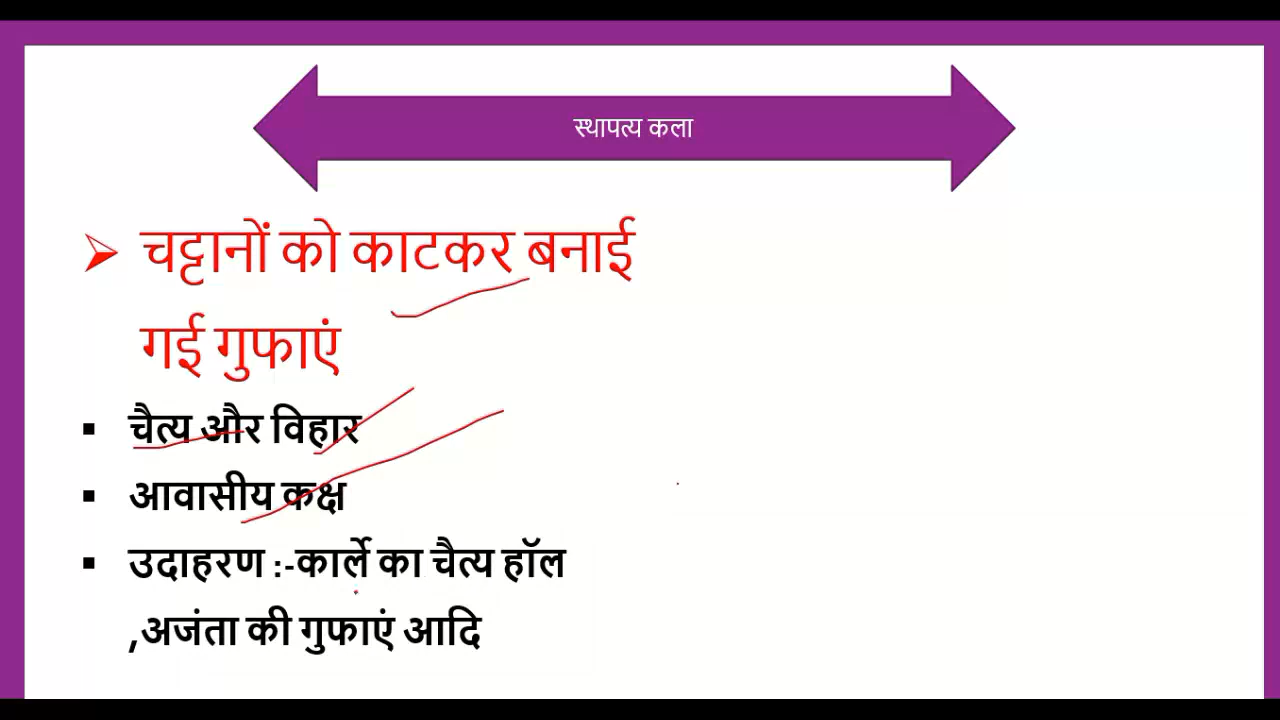 स्थापत्य कला
चट्टानों को काटकर बनाई
गई गुफाएं
चैत्य और विहार
आवासीय कक्ष
उदाहरण :-कार्ले का चैत्य हॉल
,अजंता की गुफाएं आदि